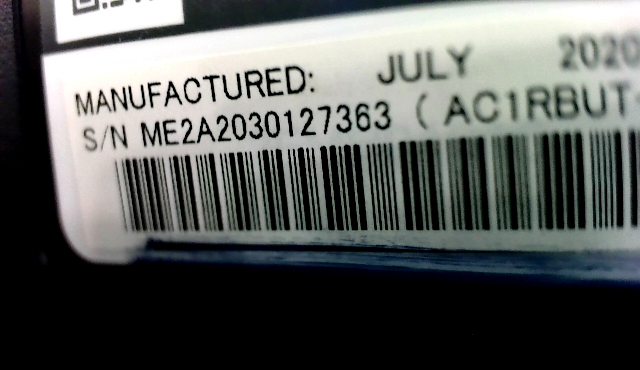 MANUFACTURED: JULY 2020
S/N ME2A2030127363 ( AC1RBUT-